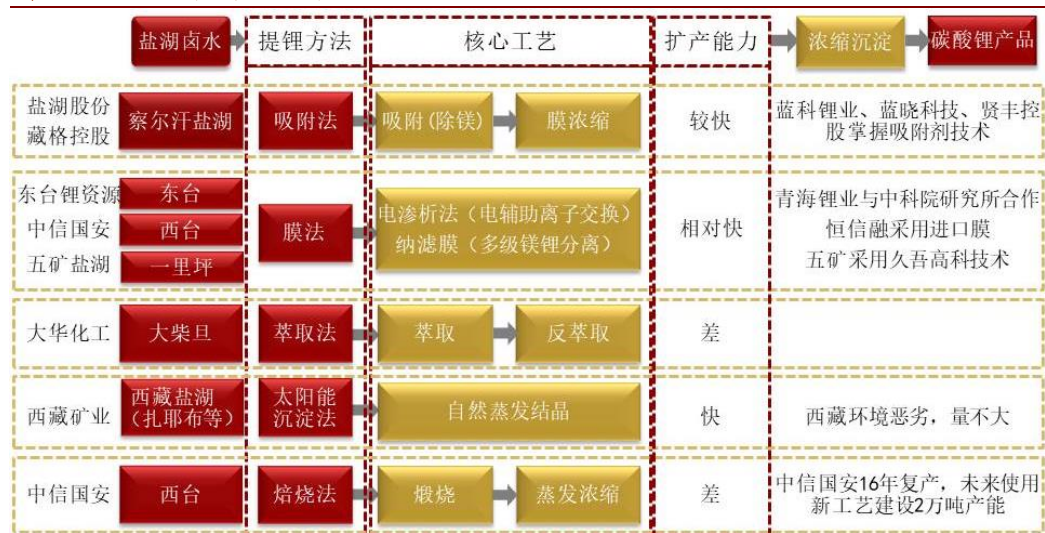 盐湖卤水 提锂方法 核心工艺 扩产能力 浓缩沉淀 碳酸锂产品
盐湖股份
藏格控股
察尔汗盐湖 吸附法 吸附(除镁) 膜浓缩 较快
蓝科锂业、蓝晓科技、贤丰控
股掌握吸附剂技术
东台锂资源 东台
中信国安 西台
五矿盐湖 一里坪
膜法
电渗析法（电辅助离子交换）
纳滤膜（多级镁锂分离）
相对快
青海锂业与中科院研究所合作
恒信融采用进口膜
五矿采用久吾高科技术
大华化工 大柴旦 萃取法 萃取 反萃取 差
西藏矿业
西藏盐湖
（扎耶布等）
太阳能
沉淀法
自然蒸发结晶 快 西藏环境恶劣，量不大
中信国安 西台 焙烧法 煅烧 蒸发浓缩 差
中信国安16年复产，未来使用
新工艺建设2万吨产能